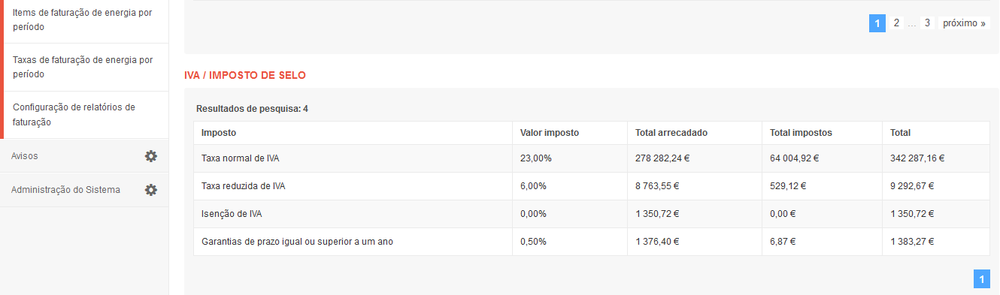 Items de faturação de energia por
período
Taxas de faturação de energia por
período
Configuração de relatórios de
faturação
Avisos
Administração do Sistema
1 2 ... 3 próximo »
IVA / IMPOSTO DE SELO
Resultados de pesquisa: 4
Imposto Valor imposto Total arrecadado Total impostos Total
Taxa normal de IVA 23,00% 278 282,24 € 64 004,92 € 342 287,16 €
Taxa reduzida de IVA 6,00% 8 763,55 € 529,12 € 9 292,67 €
Isenção de IVA 0,00% 1 350,72 € 0,00 € 1 350,72 €
Garantias de prazo igual ou superior a um ano 0,50% 1 376,40 € 6,87 € 1 383,27 €
1